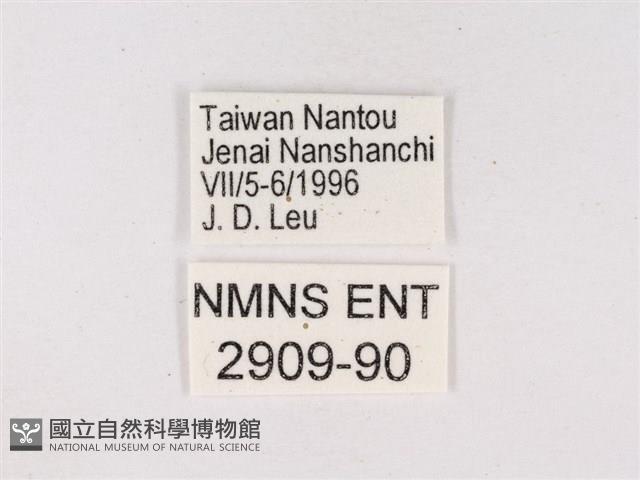 Taiwan Nantou
Jenai Nanshanchi
VII/5-6/1996
J. D. Leu
NMNS ENT
2909-90
國立自然科學博物館
NATIONAL MUSEUM OF NATURAL SCIENCE